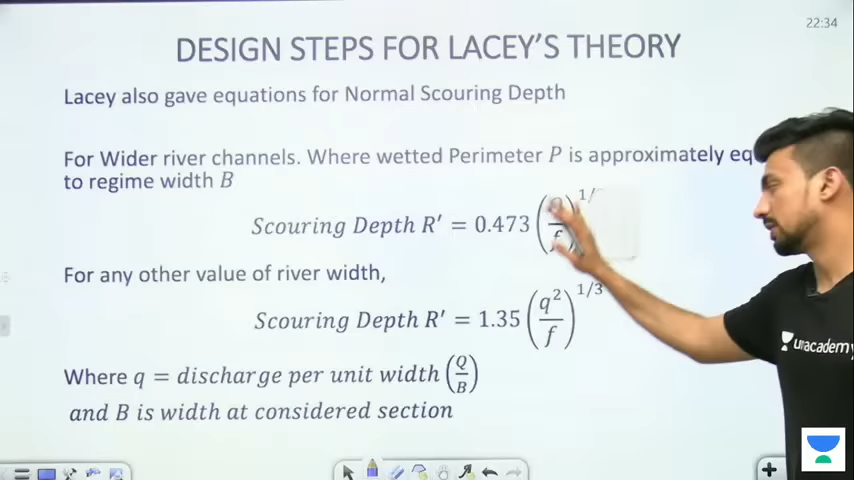 22:34
DESIGN STEPS FOR LACEY'S THEORY
Lacey also gave equations for Normal Scouring Depth
For Wider river channels. Where wetted Perimeter P is approximately eq
to regime width B
Scouring Depth R′ = 0.473 (/f)^1/
For any other value of river width,
Scouring Depth R′ = 1.35 (q²/f)^1/3
Where q = discharge per unit width (Q/B)
and B is width at considered section
unacademy